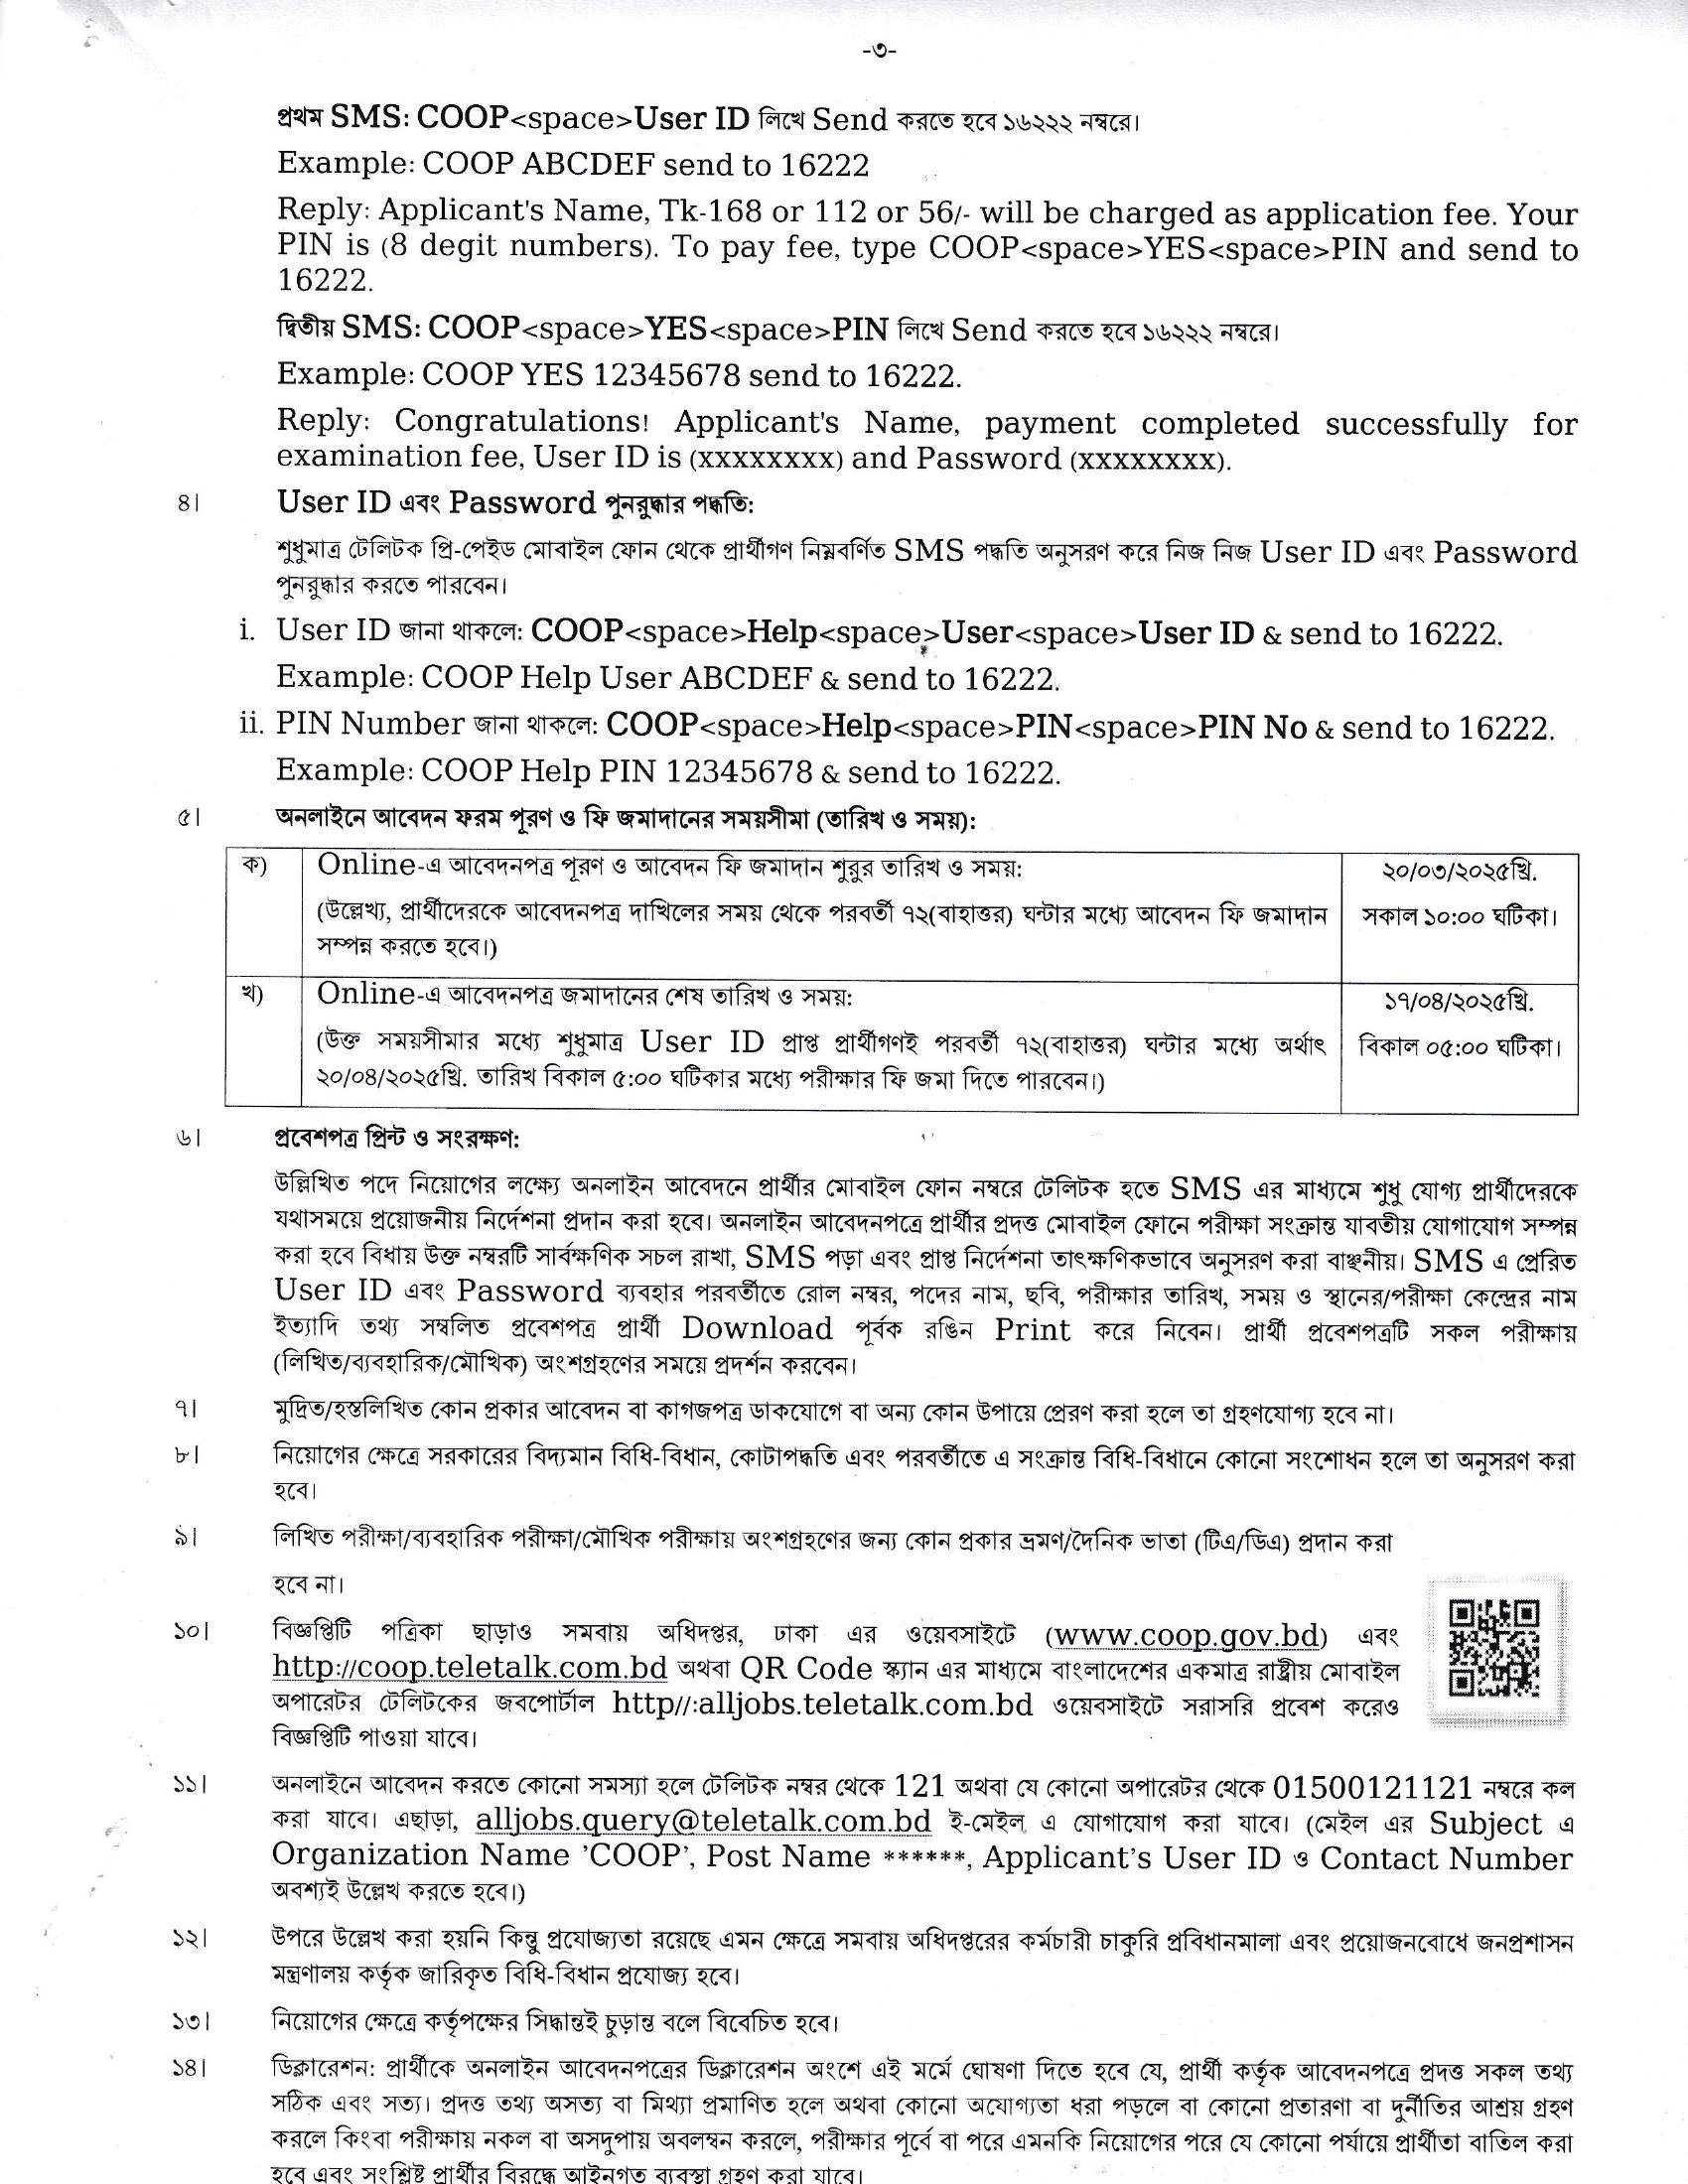 -৩-
প্রথম SMS: COOP<space>User ID লিখে Send করতে হবে ১৬২২২ নম্বরে।
Example: COOP ABCDEF send to 16222
Reply: Applicant's Name, Tk-168 or 112 or 56/- will be charged as application fee. Your
PIN is (8 degit numbers). To pay fee, type COOP<space>YES<space>PIN and send to
16222.
দ্বিতীয় SMS: COOP<space>YES<space>PIN লিখে Send করতে হবে ১৬২২২ নম্বরে।
Example: COOP YES 12345678 send to 16222.
Reply: Congratulations! Applicant's Name, payment completed successfully for
examination fee, User ID is (xxxxxxxx) and Password (xxxxxxxx).
৪। User ID এবং Password পুনরুদ্ধার পদ্ধতি:
শুধুমাত্র টেলিটক প্রি-পেইড মোবাইল ফোন থেকে প্রার্থীগণ নিম্নবর্ণিত SMS পদ্ধতি অনুসরণ করে নিজ নিজ User ID এবং Password
পুনরুদ্ধার করতে পারবেন।
i. User ID জানা থাকলে: COOP<space>Help<space>User<space>User ID & send to 16222.
Example: COOP Help User ABCDEF & send to 16222.
ii. PIN Number জানা থাকলে: COOP<space>Help<space>PIN<space>PIN No & send to 16222.
Example: COOP Help PIN 12345678 & send to 16222.
৫। অনলাইনে আবেদন ফরম পূরণ ও ফি জমাদানের সময়সীমা (তারিখ ও সময়):
ক) Online-এ আবেদনপত্র পূরণ ও আবেদন ফি জমাদান শুরুর তারিখ ও সময়: ২০/০৩/২০২৫খ্রি.
(উল্লেখ্য, প্রার্থীদেরকে আবেদনপত্র দাখিলের সময় থেকে পরবর্তী ৭২(বাহাত্তর) ঘন্টার মধ্যে আবেদন ফি জমাদান সকাল ১০:০০ ঘটিকা।
সম্পন্ন করতে হবে।)
খ) Online-এ আবেদনপত্র জমাদানের শেষ তারিখ ও সময়: ১৭/০৪/২০২৫খ্রি.
(উক্ত সময়সীমার মধ্যে শুধুমাত্র User ID প্রাপ্ত প্রার্থীগণই পরবর্তী ৭২(বাহাত্তর) ঘন্টার মধ্যে অর্থাৎ বিকাল ০৫:০০ ঘটিকা।
২০/০৪/২০২৫খ্রি. তারিখ বিকাল ৫:০০ ঘটিকার মধ্যে পরীক্ষার ফি জমা দিতে পারবেন।)
৬। প্রবেশপত্র প্রিন্ট ও সংরক্ষণ:
উল্লিখিত পদে নিয়োগের লক্ষ্যে অনলাইন আবেদনে প্রার্থীর মোবাইল ফোন নম্বরে টেলিটক হতে SMS এর মাধ্যমে শুধু যোগ্য প্রার্থীদেরকে
যথাসময়ে প্রয়োজনীয় নির্দেশনা প্রদান করা হবে। অনলাইন আবেদনপত্রে প্রার্থীর প্রদত্ত মোবাইল ফোনে পরীক্ষা সংক্রান্ত যাবতীয় যোগাযোগ সম্পন্ন
করা হবে বিধায় উক্ত নম্বরটি সার্বক্ষণিক সচল রাখা, SMS পড়া এবং প্রাপ্ত নির্দেশনা তাৎক্ষণিকভাবে অনুসরণ করা বাঞ্ছনীয়। SMS এ প্রেরিত
User ID এবং Password ব্যবহার পরবর্তীতে রোল নম্বর, পদের নাম, ছবি, পরীক্ষার তারিখ, সময় ও স্থানের/পরীক্ষা কেন্দ্রের নাম
ইত্যাদি তথ্য সম্বলিত প্রবেশপত্র প্রার্থী Download পূর্বক রঙিন Print করে নিবেন। প্রার্থী প্রবেশপত্রটি সকল পরীক্ষায়
(লিখিত/ব্যবহারিক/মৌখিক) অংশগ্রহণের সময়ে প্রদর্শন করবেন।
৭। মুদ্রিত/হস্তলিখিত কোন প্রকার আবেদন বা কাগজপত্র ডাকযোগে বা অন্য কোন উপায়ে প্রেরণ করা হলে তা গ্রহণযোগ্য হবে না।
৮। নিয়োগের ক্ষেত্রে সরকারের বিদ্যমান বিধি-বিধান, কোটাপদ্ধতি এবং পরবর্তীতে এ সংক্রান্ত বিধি-বিধানে কোনো সংশোধন হলে তা অনুসরণ করা
হবে।
৯। লিখিত পরীক্ষা/ব্যবহারিক পরীক্ষা/মৌখিক পরীক্ষায় অংশগ্রহণের জন্য কোন প্রকার ভ্রমণ/দৈনিক ভাতা (টিএ/ডিএ) প্রদান করা
হবে না।
১০। বিজ্ঞপ্তিটি পত্রিকা ছাড়াও সমবায় অধিদপ্তর, ঢাকা এর ওয়েবসাইটে (www.coop.gov.bd) এবং
http://coop.teletalk.com.bd অথবা QR Code স্ক্যান এর মাধ্যমে বাংলাদেশের একমাত্র রাষ্ট্রীয় মোবাইল
অপারেটর টেলিটকের জবপোর্টাল http//:alljobs.teletalk.com.bd ওয়েবসাইটে সরাসরি প্রবেশ করেও
বিজ্ঞপ্তিটি পাওয়া যাবে।
১১। অনলাইনে আবেদন করতে কোনো সমস্যা হলে টেলিটক নম্বর থেকে 121 অথবা যে কোনো অপারেটর থেকে 01500121121 নম্বরে কল
করা যাবে। এছাড়া, alljobs.query@teletalk.com.bd ই-মেইল এ যোগাযোগ করা যাবে। (মেইল এর Subject এ
Organization Name ’COOP’, Post Name ******, Applicant’s User ID ও Contact Number
অবশ্যই উল্লেখ করতে হবে।)
১২। উপরে উল্লেখ করা হয়নি কিন্তু প্রযোজ্যতা রয়েছে এমন ক্ষেত্রে সমবায় অধিদপ্তরের কর্মচারী চাকুরি প্রবিধানমালা এবং প্রয়োজনবোধে জনপ্রশাসন
মন্ত্রণালয় কর্তৃক জারিকৃত বিধি-বিধান প্রযোজ্য হবে।
১৩। নিয়োগের ক্ষেত্রে কর্তৃপক্ষের সিদ্ধান্তই চুড়ান্ত বলে বিবেচিত হবে।
১৪। ডিক্লারেশন: প্রার্থীকে অনলাইন আবেদনপত্রের ডিক্লারেশন অংশে এই মর্মে ঘোষণা দিতে হবে যে, প্রার্থী কর্তৃক আবেদনপত্রে প্রদত্ত সকল তথ্য
সঠিক এবং সত্য। প্রদত্ত তথ্য অসত্য বা মিথ্যা প্রমাণিত হলে অথবা কোনো অযোগ্যতা ধরা পড়লে বা কোনো প্রতারণা বা দুর্নীতির আশ্রয় গ্রহণ
করলে কিংবা পরীক্ষায় নকল বা অসদুপায় অবলম্বন করলে, পরীক্ষার পূর্বে বা পরে এমনকি নিয়োগের পরে যে কোনো পর্যায়ে প্রার্থীতা বাতিল করা
হবে এবং সংশ্লিষ্ট প্রার্থীর বিরুদ্ধে আইনগত ব্যবস্থা গ্রহণ করা যাবে।